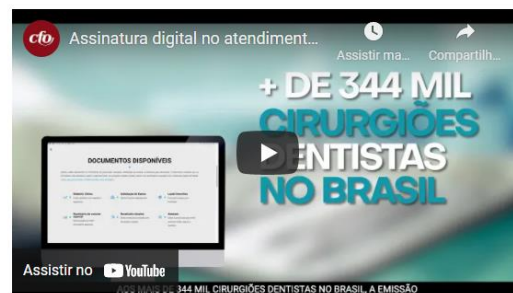 cfo
Assinatura digital no atendiment...
Assistir ma...
Compartilh...
+ DE 344 MIL
CIRURGIÕES
DENTISTAS
NO BRASIL
DOCUMENTOS DISPONÍVEIS
Assistir no YouTube
AOS MAIS DE 344 MIL CIRURGIÕES DENTISTAS NO BRASIL, A EMISSÃO